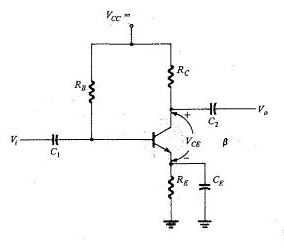 V_CC =
R_B
R_C
C_2
V_o
+
V_CE
β
V_i
C_1
−
R_E
C_E